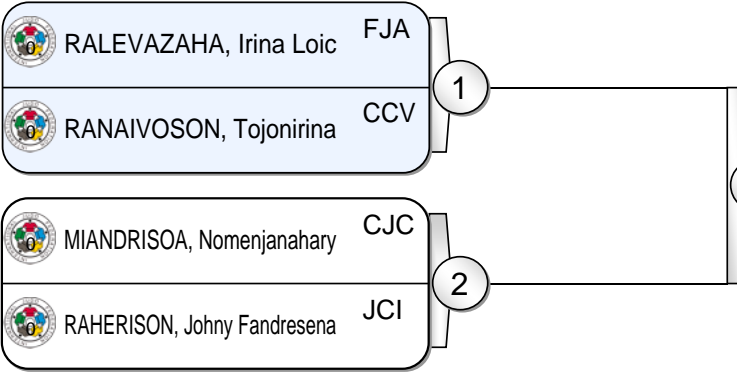 RALEVAZAHA, Irina Loic FJA
1
RANAIVOSON, Tojonirina CCV
MIANDRISOA, Nomenjanahary CJC
2
RAHERISON, Johny Fandresena JCI